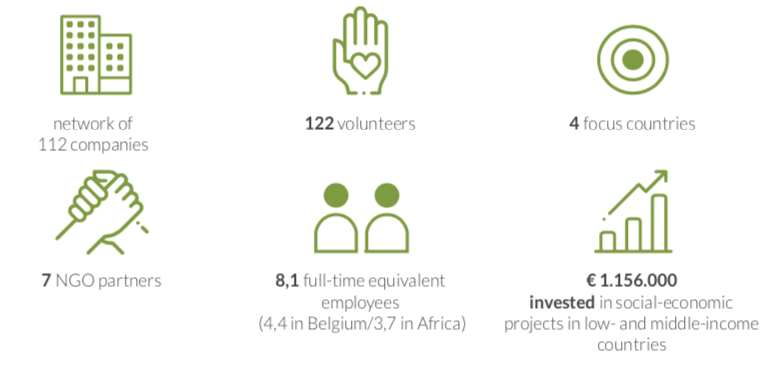 network of
112 companies
122 volunteers
4 focus countries
7 NGO partners
8,1 full-time equivalent
employees
(4,4 in Belgium/3,7 in Africa)
€ 1.156.000
invested in social-economic
projects in low- and middle-income
countries